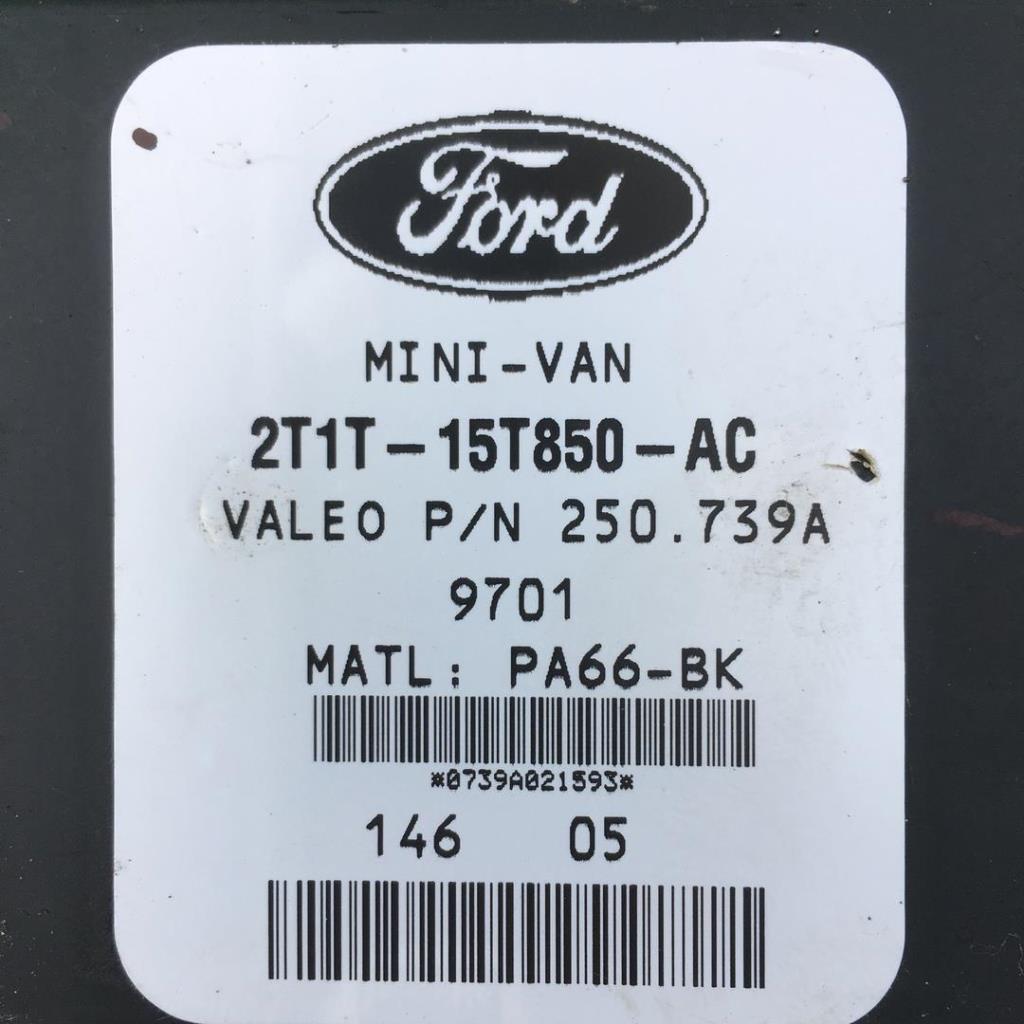 Ford
MINI-VAN
2T1T-15T850-AC
VALEO P/N 250.739A
9701
MATL: PA66-BK
*0739A021593*
146 05